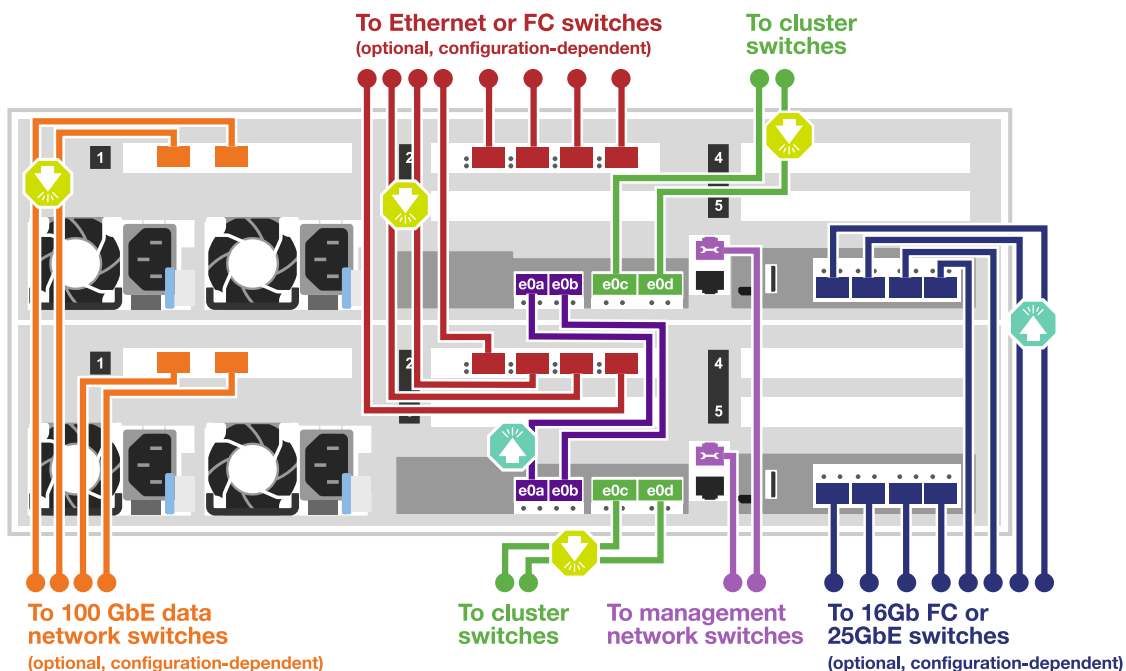 To Ethernet or FC switches
(optional, configuration-dependent)
To cluster
switches
1
2
4
5
e0a e0b e0c e0d
1
2
4
5
e0a e0b e0c e0d
To 100 GbE data
network switches
(optional, configuration-dependent)
To cluster
switches
To management
network switches
To 16Gb FC or
25GbE switches
(optional, configuration-dependent)